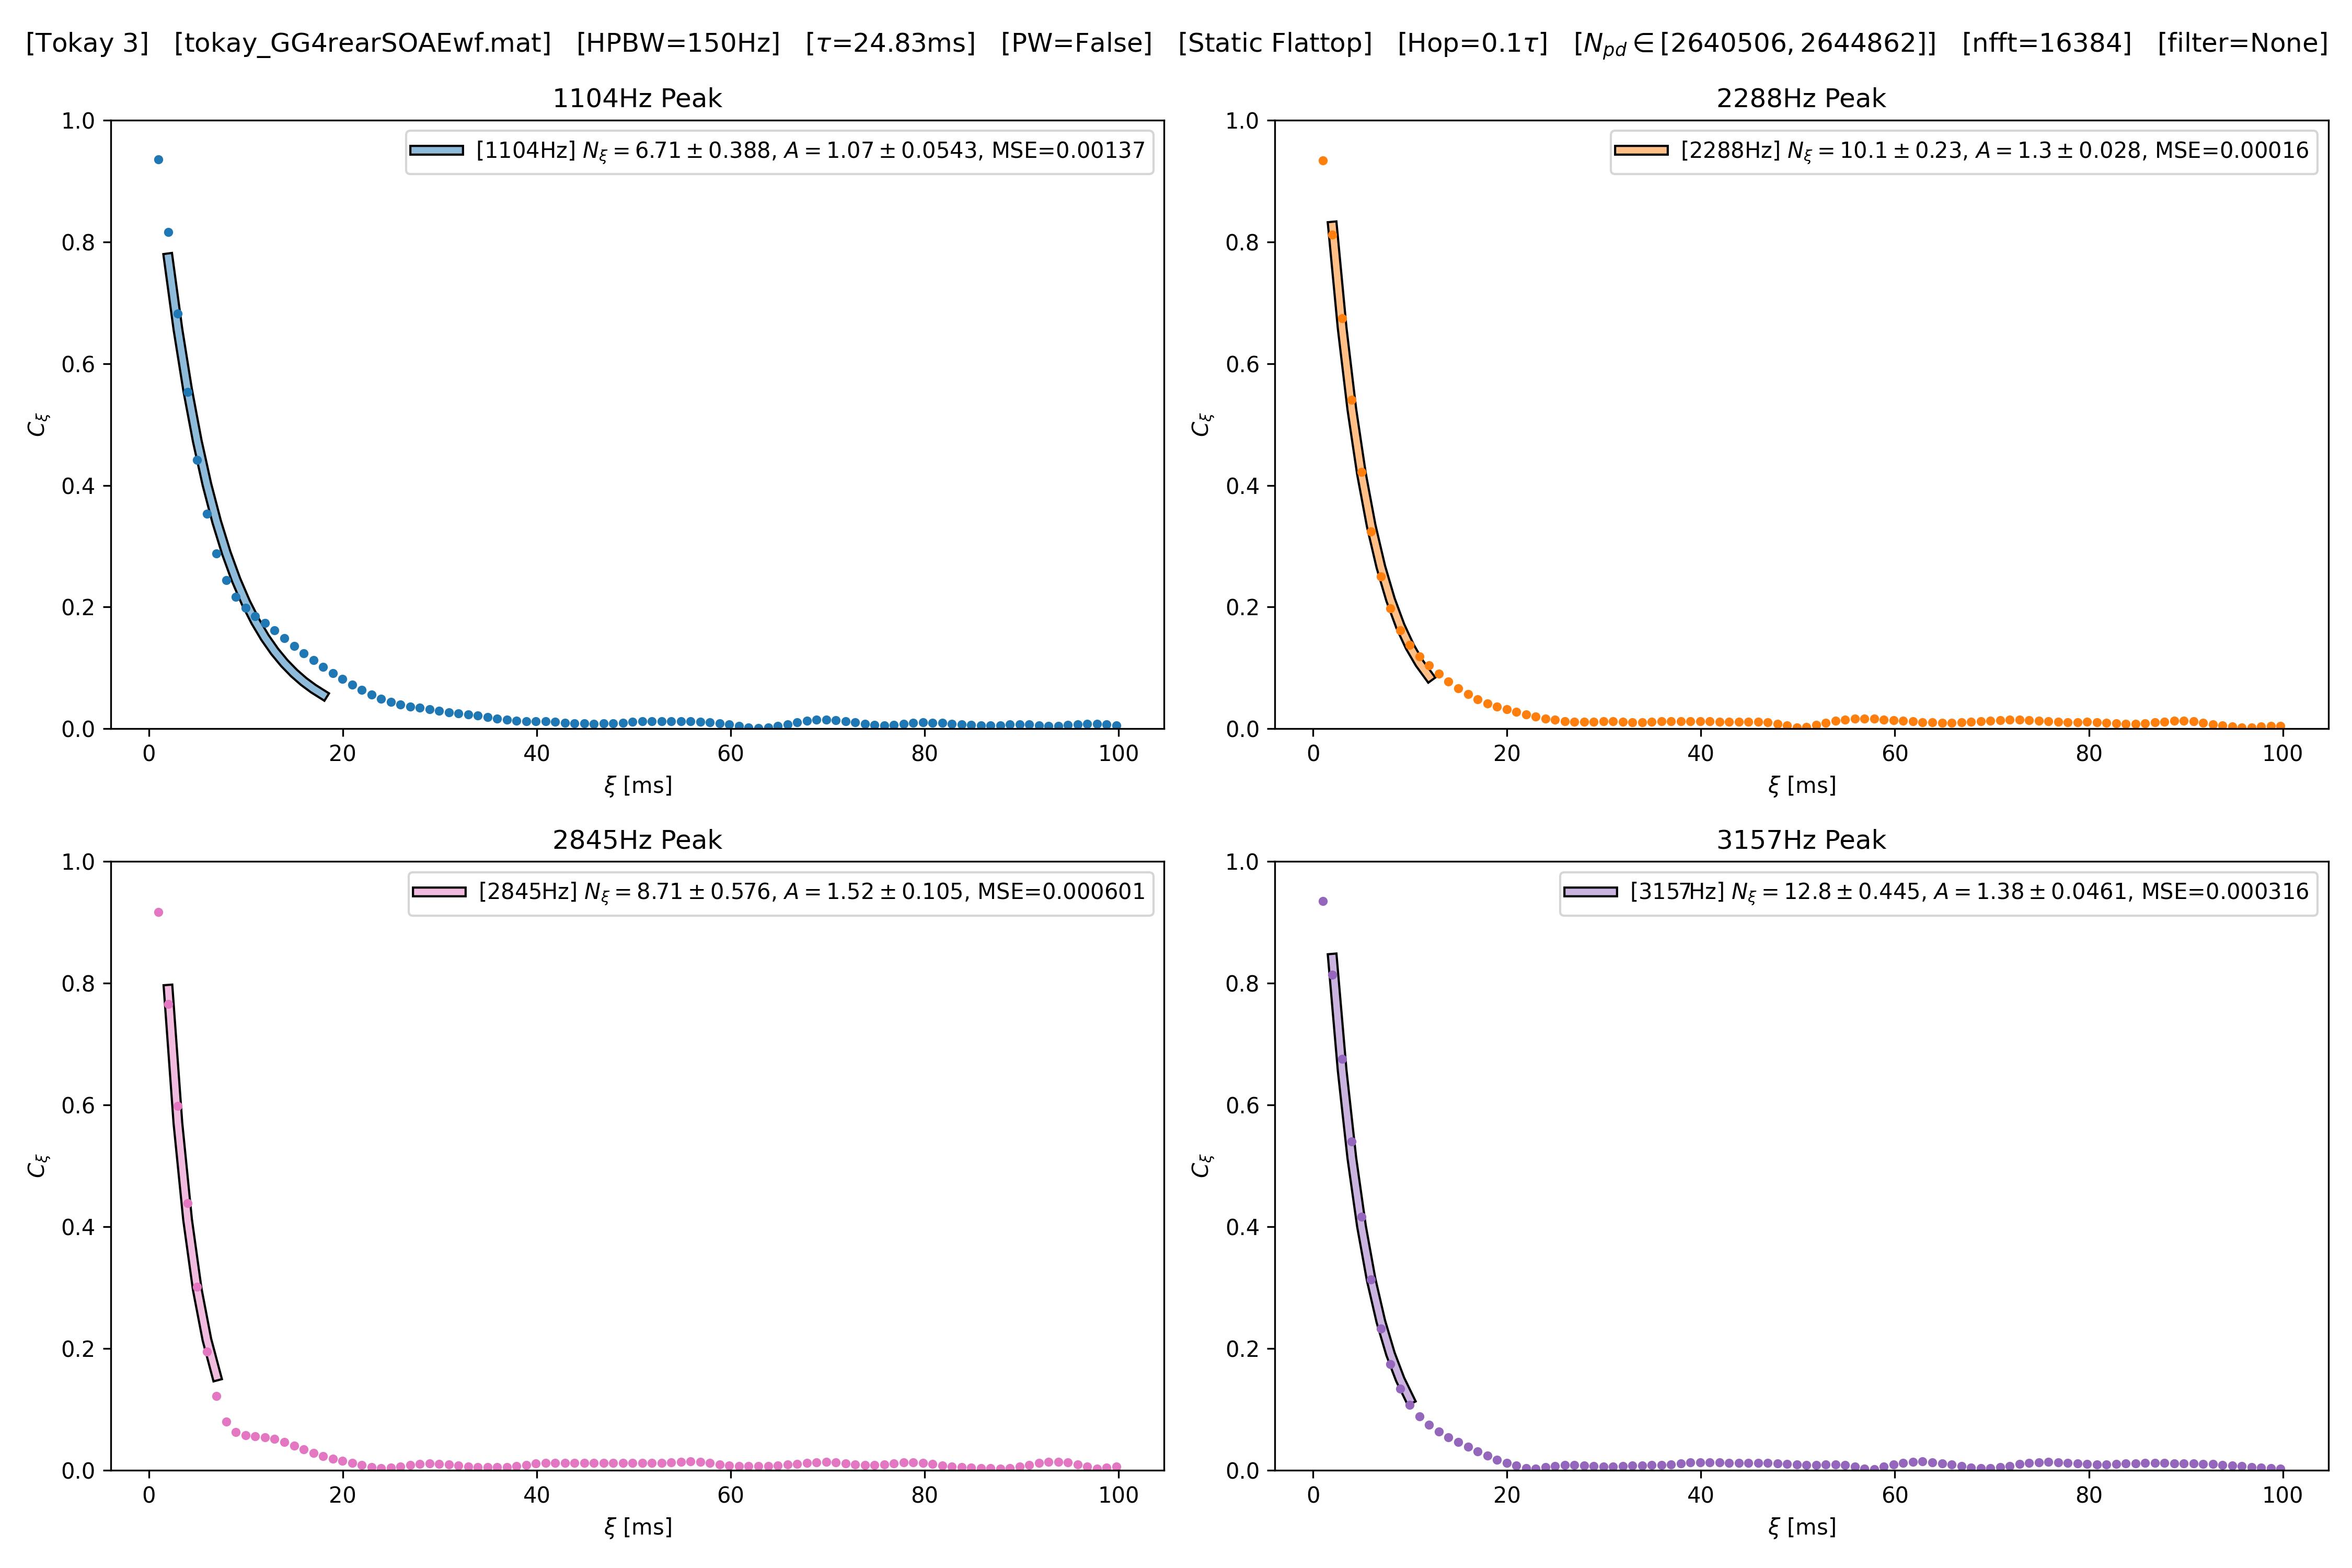 [Tokay 3] [tokay_GG4rearSOAEwf.mat] [HPBW=150Hz] [τ=24.83ms] [PW=False] [Static Flattop] [Hop=0.1τ] [N_pd ∈ [2640506, 2644862]] [nfft=16384] [filter=None]
1104Hz Peak
[1104Hz] N_ξ = 6.71 ± 0.388, A = 1.07 ± 0.0543, MSE=0.00137
1.0
0.8
0.6
0.4
0.2
0.0
C_ξ
0 20 40 60 80 100
ξ [ms]
2288Hz Peak
[2288Hz] N_ξ = 10.1 ± 0.23, A = 1.3 ± 0.028, MSE=0.00016
1.0
0.8
0.6
0.4
0.2
0.0
C_ξ
0 20 40 60 80 100
ξ [ms]
2845Hz Peak
[2845Hz] N_ξ = 8.71 ± 0.576, A = 1.52 ± 0.105, MSE=0.000601
1.0
0.8
0.6
0.4
0.2
0.0
C_ξ
0 20 40 60 80 100
ξ [ms]
3157Hz Peak
[3157Hz] N_ξ = 12.8 ± 0.445, A = 1.38 ± 0.0461, MSE=0.000316
1.0
0.8
0.6
0.4
0.2
0.0
C_ξ
0 20 40 60 80 100
ξ [ms]